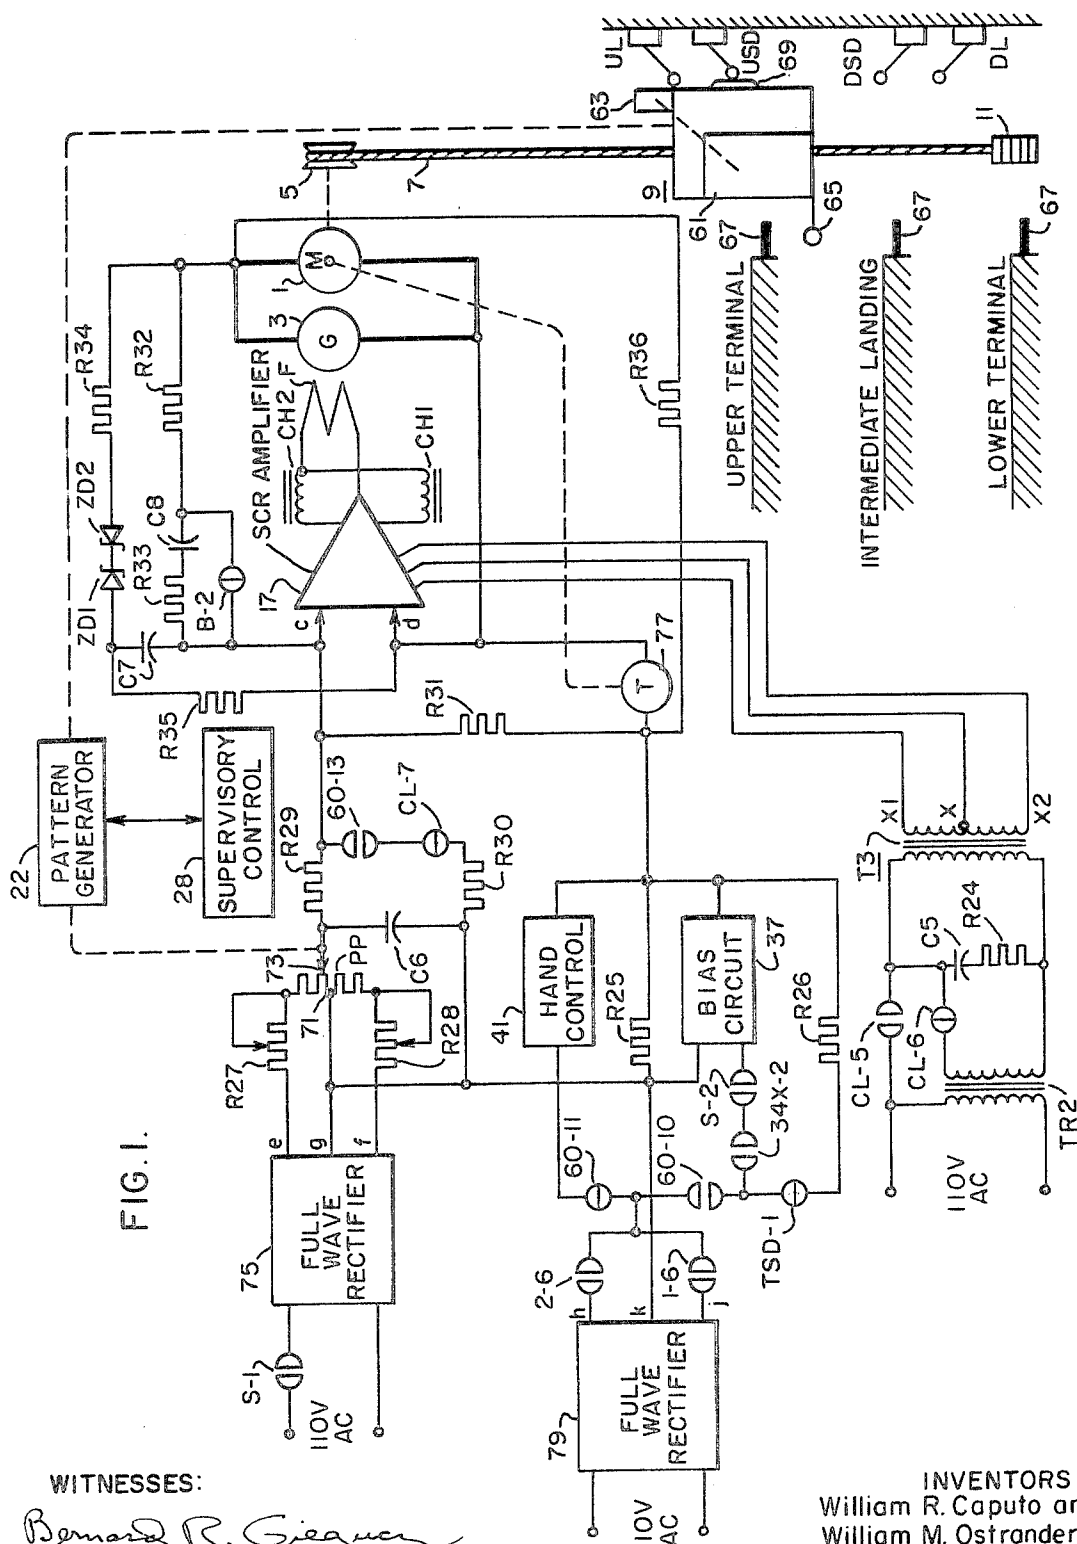 FIG. 1.
22
PATTERN
GENERATOR
28
SUPERVISORY
CONTROL
R35
C7
ZD1
ZD2
R34
R33
C8
R32
B-2
17
SCR AMPLIFIER
CH2
F
CH1
c
d
3
G
1
M
5
7
9
61
63
65
69
11
UL
USD
DSD
DL
67
67
67
UPPER TERMINAL
INTERMEDIATE LANDING
LOWER TERMINAL
R36
R31
77
T
R29
60-13
CL-7
R30
C6
73
PP
71
R27
R28
e
g
f
75
FULL
WAVE
RECTIFIER
S-1
110V
AC
41
HAND
CONTROL
R25
BIAS
CIRCUIT
37
R26
S-2
34X-2
60-11
60-10
TSD-1
2-6
1-6
h
k
j
79
FULL
WAVE
RECTIFIER
110V
AC
T3
X1
X
X2
C5
R24
CL-5
CL-6
TR2
110V
AC
WITNESSES:
INVENTORS
William R. Caputo an
William M. Ostrander